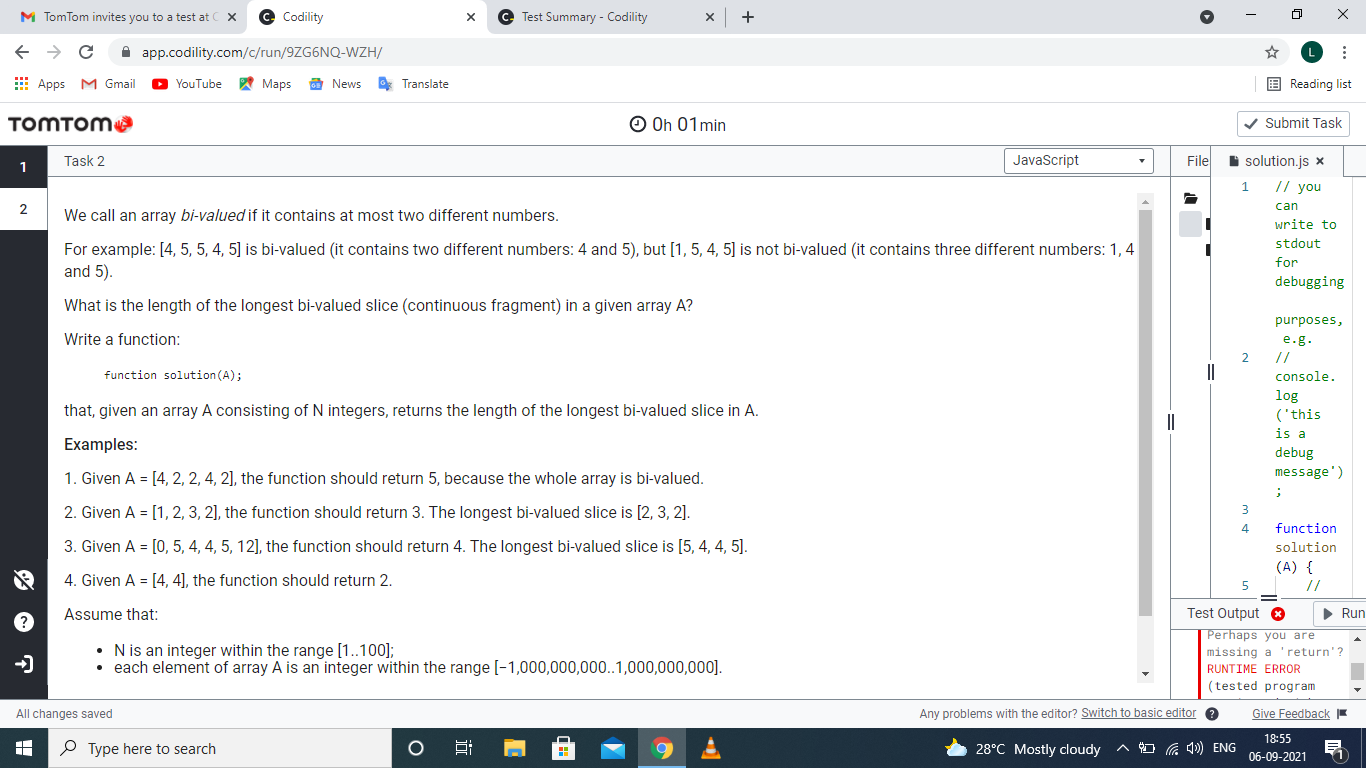 TomTom invites you to a test at C
Codility
Test Summary - Codility
app.codility.com/c/run/9ZG6NQ-WZH/
L
Apps
Gmail
YouTube
Maps
News
Translate
Reading list
TOMTOM
0h 01min
Submit Task
1
2
Task 2
JavaScript
File
solution.js
We call an array bi-valued if it contains at most two different numbers.
For example: [4, 5, 5, 4, 5] is bi-valued (it contains two different numbers: 4 and 5), but [1, 5, 4, 5] is not bi-valued (it contains three different numbers: 1, 4
and 5).
What is the length of the longest bi-valued slice (continuous fragment) in a given array A?
Write a function:
function solution(A);
that, given an array A consisting of N integers, returns the length of the longest bi-valued slice in A.
Examples:
1. Given A = [4, 2, 2, 4, 2], the function should return 5, because the whole array is bi-valued.
2. Given A = [1, 2, 3, 2], the function should return 3. The longest bi-valued slice is [2, 3, 2].
3. Given A = [0, 5, 4, 4, 5, 12], the function should return 4. The longest bi-valued slice is [5, 4, 4, 5].
4. Given A = [4, 4], the function should return 2.
Assume that:
• N is an integer within the range [1..100];
• each element of array A is an integer within the range [−1,000,000,000..1,000,000,000].
1 // you
can
write to
stdout
for
debugging
purposes,
e.g.
2 //
console.
log
('this
is a
debug
message')
;
3
4 function
solution
(A) {
5 //
Test Output
Run
Perhaps you are
missing a 'return'?
RUNTIME ERROR
(tested program
All changes saved
Any problems with the editor? Switch to basic editor
Give Feedback
Type here to search
28°C Mostly cloudy
ENG
18:55
06-09-2021
1